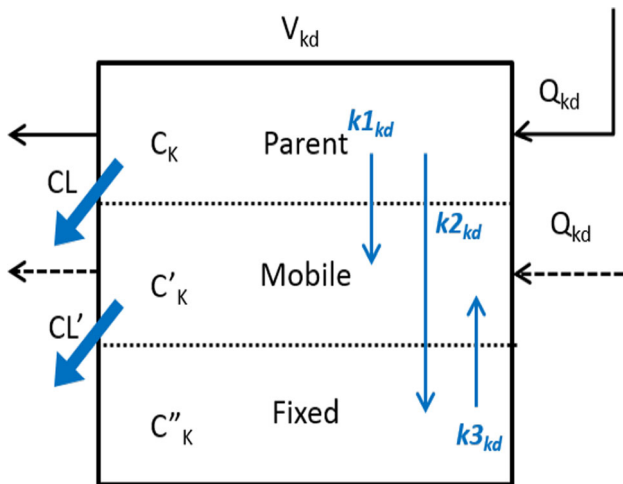 V_kd
Q_kd
k1_kd
C_K Parent
CL
k2_kd
Q_kd
C'_K Mobile
CL'
C"_K Fixed
k3_kd